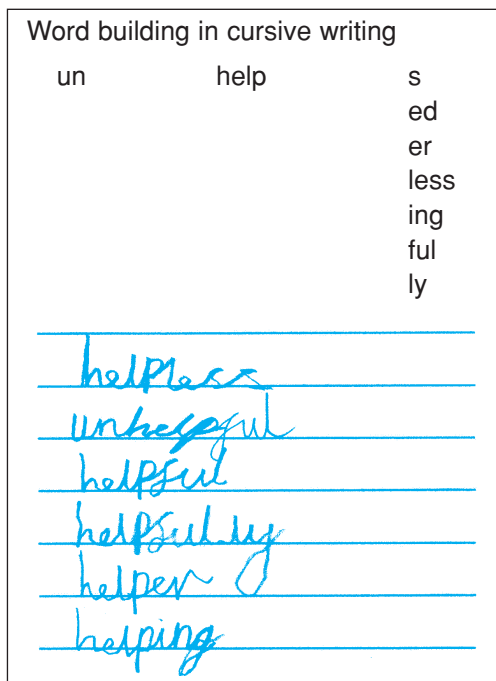 Word building in cursive writing
un help s
ed
er
less
ing
ful
ly
helpless
unhelpful
helpful
helpfully
helper
helping